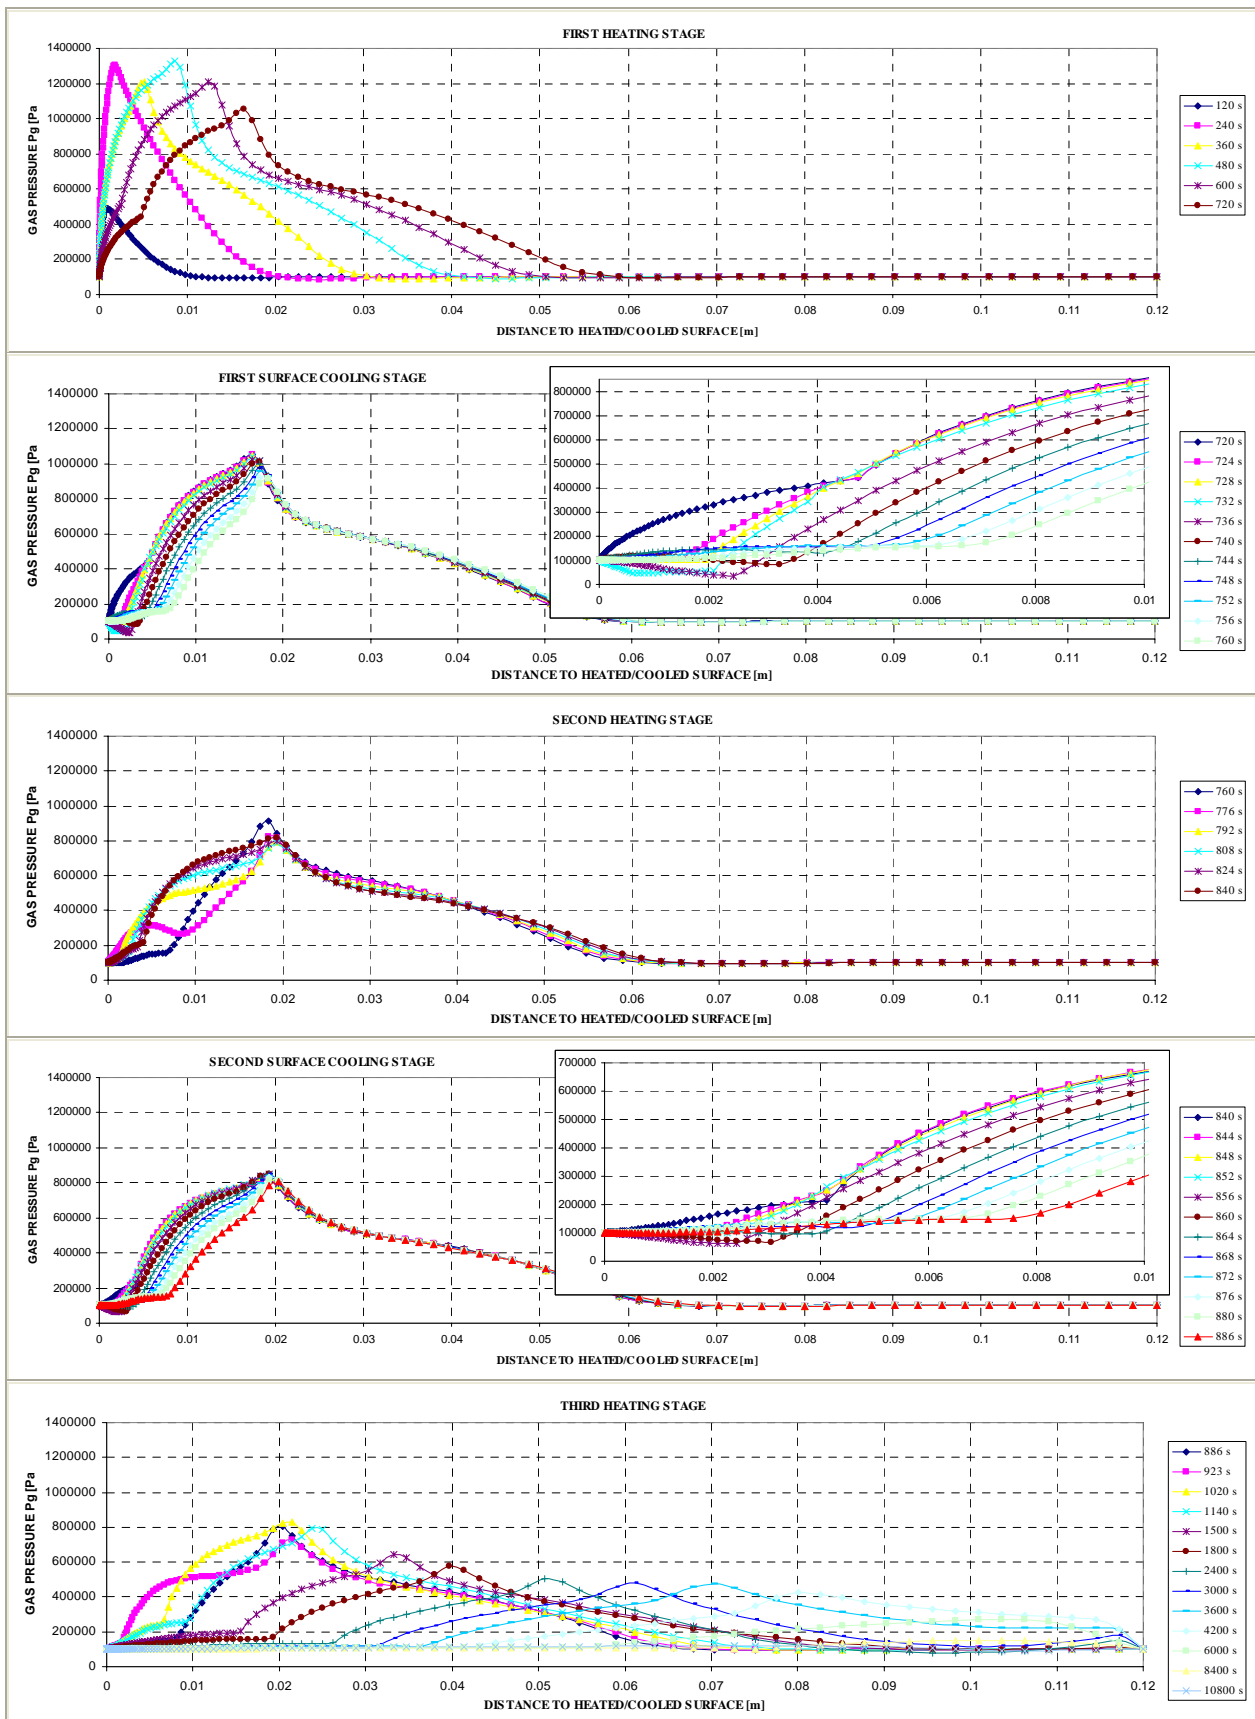 FIRST HEATING STAGE
GAS PRESSURE Pg [Pa
1400000
1200000
1000000
800000
600000
400000
200000
0
0 0.01 0.02 0.03 0.04 0.05 0.06 0.07 0.08 0.09 0.1 0.11 0.12
DISTANCE TO HEATED/COOLED SURFACE [m]
120 s
240 s
360 s
480 s
600 s
720 s
FIRST SURFACE COOLING STAGE
GAS PRESSURE Pg [Pa
1400000
1200000
1000000
800000
600000
400000
200000
0
0 0.01 0.02 0.03 0.04 0.05 0.06 0.07 0.08 0.09 0.1 0.11 0.12
DISTANCE TO HEATED/COOLED SURFACE [m]
800000
700000
600000
500000
400000
300000
200000
100000
0
0 0.002 0.004 0.006 0.008 0.01
720 s
724 s
728 s
732 s
736 s
740 s
744 s
748 s
752 s
756 s
760 s
SECOND HEATING STAGE
GAS PRESSURE Pg [Pa
1400000
1200000
1000000
800000
600000
400000
200000
0
0 0.01 0.02 0.03 0.04 0.05 0.06 0.07 0.08 0.09 0.1 0.11 0.12
DISTANCE TO HEATED/COOLED SURFACE [m]
760 s
776 s
792 s
808 s
824 s
840 s
SECOND SURFACE COOLING STAGE
GAS PRESSURE Pg [Pa
1400000
1200000
1000000
800000
600000
400000
200000
0
0 0.01 0.02 0.03 0.04 0.05 0.06 0.07 0.08 0.09 0.1 0.11 0.12
DISTANCE TO HEATED/COOLED SURFACE [m]
700000
600000
500000
400000
300000
200000
100000
0
0 0.002 0.004 0.006 0.008 0.01
840 s
844 s
848 s
852 s
856 s
860 s
864 s
868 s
872 s
876 s
880 s
886 s
THIRD HEATING STAGE
GAS PRESSURE Pg [Pa
1400000
1200000
1000000
800000
600000
400000
200000
0
0 0.01 0.02 0.03 0.04 0.05 0.06 0.07 0.08 0.09 0.1 0.11 0.12
DISTANCE TO HEATED/COOLED SURFACE [m]
886 s
923 s
1020 s
1140 s
1500 s
1800 s
2400 s
3000 s
3600 s
4200 s
6000 s
8400 s
10800 s